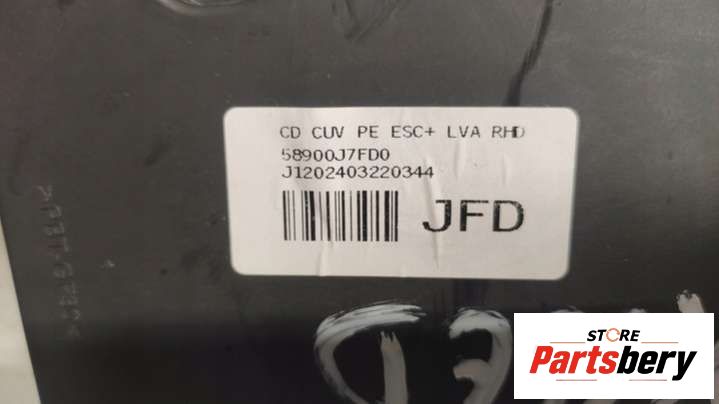 CD CUV PE ESC+ LVA RHD
58900J7FD0
J1202403220344
JFD
STORE
Partsbery